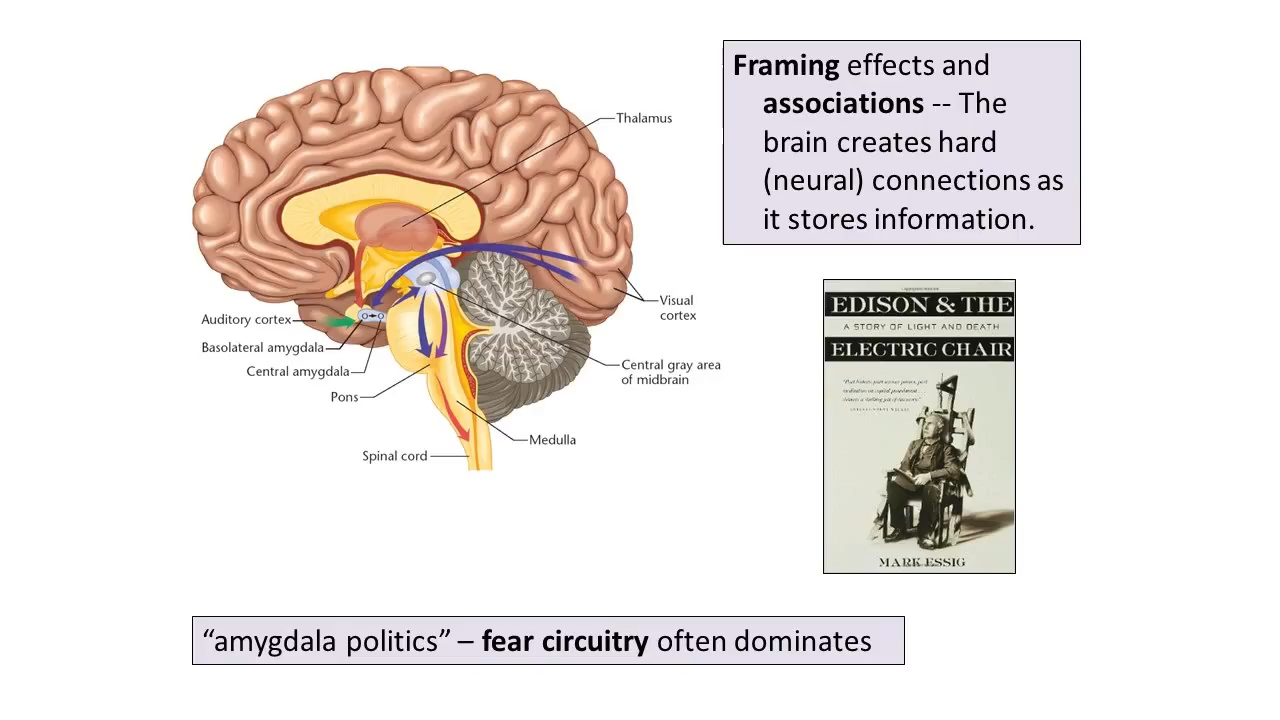 Framing effects and
associations -- The
brain creates hard
(neural) connections as
it stores information.
Thalamus
Visual
cortex
Auditory cortex
Basolateral amygdala
Central amygdala
Central gray area
of midbrain
Pons
Medulla
Spinal cord
EDISON & THE
A STORY OF LIGHT AND DEATH
ELECTRIC CHAIR
MARK ESSIG
“amygdala politics” – fear circuitry often dominates